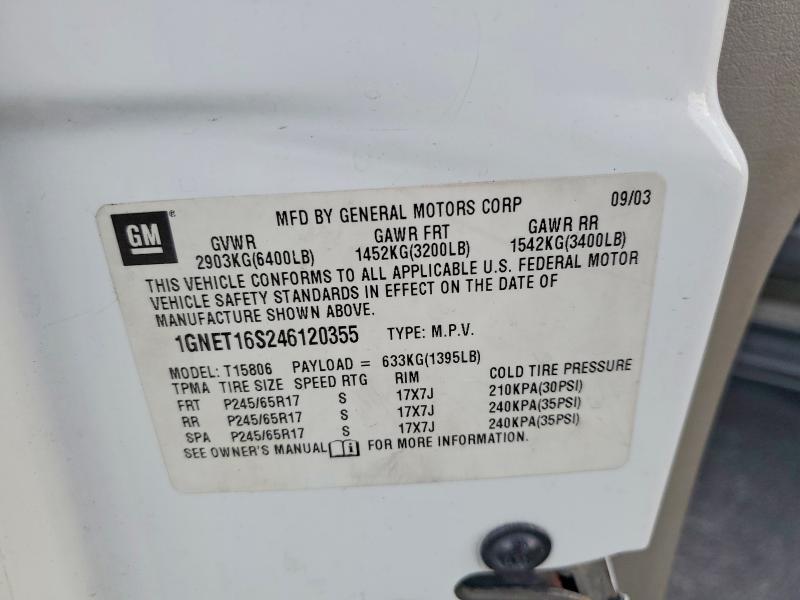 GM ® MFD BY GENERAL MOTORS CORP 09/03
GVWR GAWR FRT GAWR RR
2903KG(6400LB) 1452KG(3200LB) 1542KG(3400LB)
THIS VEHICLE CONFORMS TO ALL APPLICABLE U.S. FEDERAL MOTOR
VEHICLE SAFETY STANDARDS IN EFFECT ON THE DATE OF
MANUFACTURE SHOWN ABOVE.
1GNET16S246120355 TYPE: M.P.V.
MODEL: T15806 PAYLOAD = 633KG(1395LB)
TPMA TIRE SIZE SPEED RTG RIM COLD TIRE PRESSURE
FRT P245/65R17 S 17X7J 210KPA(30PSI)
RR P245/65R17 S 17X7J 240KPA(35PSI)
SPA P245/65R17 S 17X7J 240KPA(35PSI)
SEE OWNER'S MANUAL i FOR MORE INFORMATION.